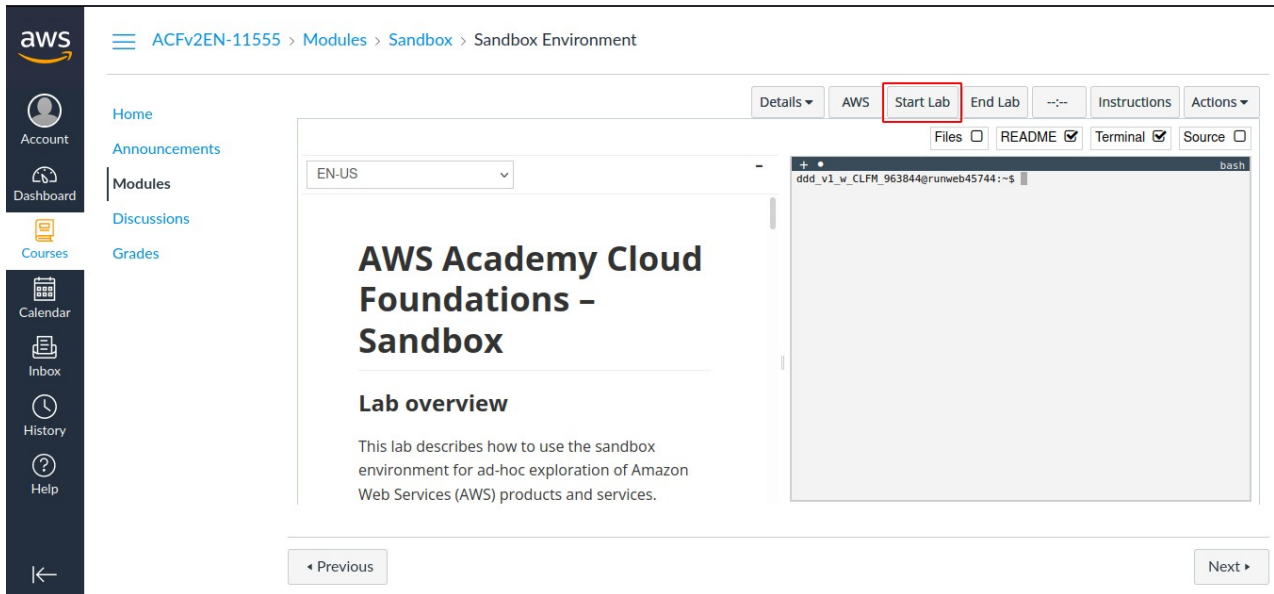 aws
ACFv2EN-11555 > Modules > Sandbox > Sandbox Environment
Account
Dashboard
Courses
Calendar
Inbox
History
Help
Home
Announcements
Modules
Discussions
Grades
Details AWS Start Lab End Lab --:-- Instructions Actions
Files README Terminal Source
EN-US
AWS Academy Cloud
Foundations –
Sandbox
Lab overview
This lab describes how to use the sandbox
environment for ad-hoc exploration of Amazon
Web Services (AWS) products and services.
bash
ddd_v1_w_CLFM_963844@runweb45744:~$
Previous
Next